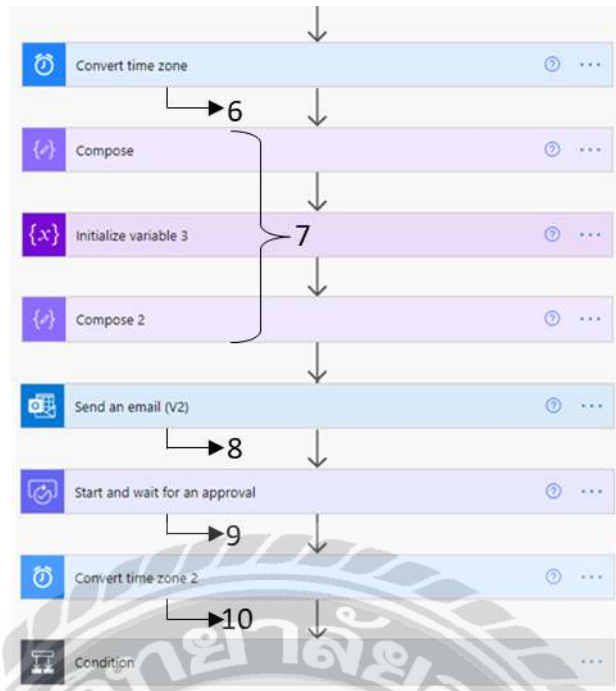 Convert time zone
6
Compose
{x} Initialize variable 3
7
Compose 2
Send an email (V2)
8
Start and wait for an approval
9
Convert time zone 2
10
Condition